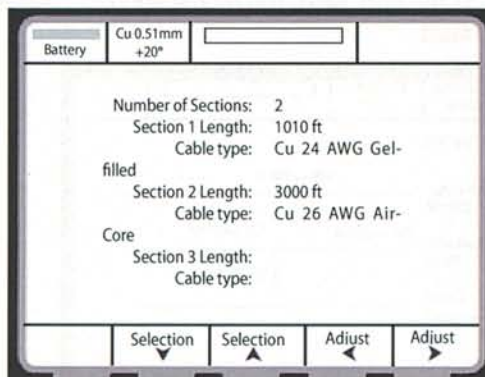 Battery
Cu 0.51mm
+20°
Number of Sections: 2
Section 1 Length: 1010 ft
Cable type: Cu 24 AWG Gel-
filled
Section 2 Length: 3000 ft
Cable type: Cu 26 AWG Air-
Core
Section 3 Length:
Cable type:
Selection
Selection
Adjust
Adjust